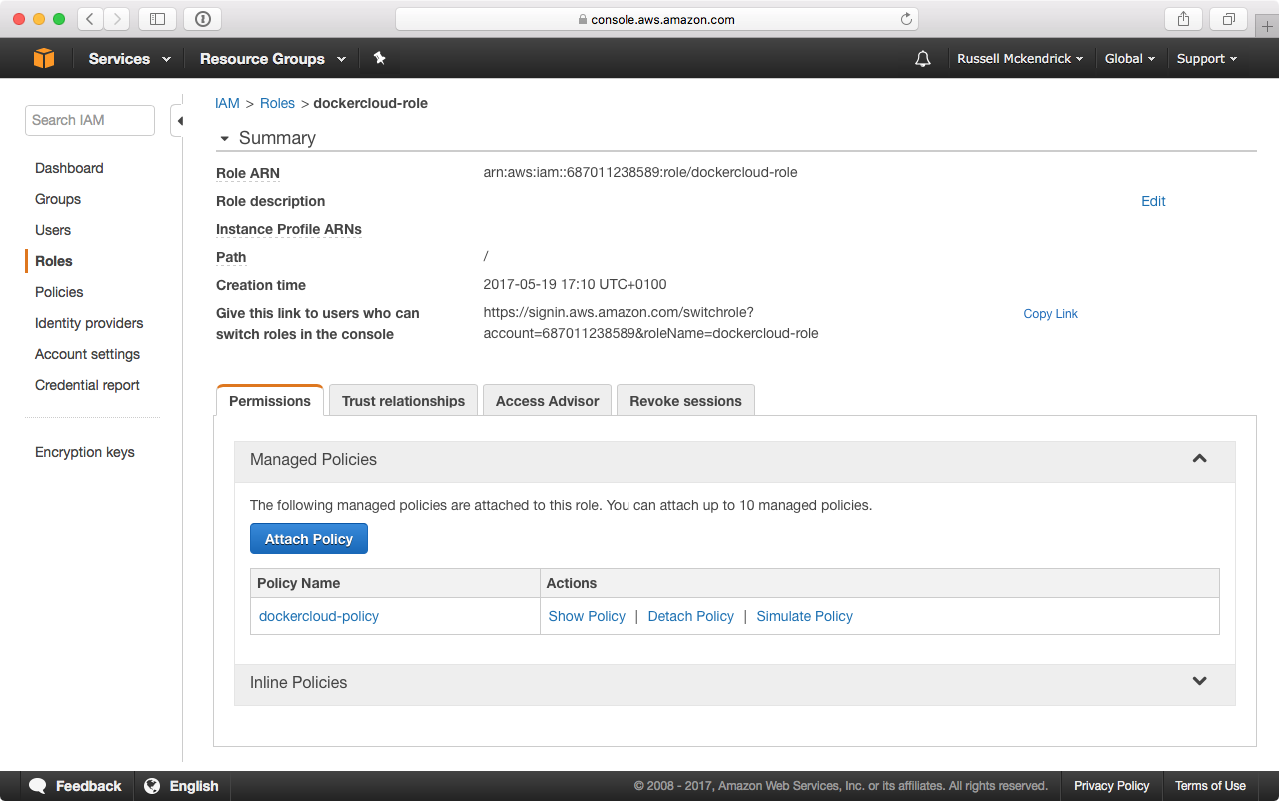 console.aws.amazon.com
Services
Resource Groups
Russell Mckendrick
Global
Support
Search IAM
Dashboard
Groups
Users
Roles
Policies
Identity providers
Account settings
Credential report
Encryption keys
IAM > Roles > dockercloud-role
Summary
Role ARN arn:aws:iam::687011238589:role/dockercloud-role
Role description Edit
Instance Profile ARNs
Path /
Creation time 2017-05-19 17:10 UTC+0100
Give this link to users who can https://signin.aws.amazon.com/switchrole? Copy Link
switch roles in the console account=687011238589&roleName=dockercloud-role
Permissions Trust relationships Access Advisor Revoke sessions
Managed Policies
The following managed policies are attached to this role. You can attach up to 10 managed policies.
Attach Policy
Policy Name Actions
dockercloud-policy Show Policy | Detach Policy | Simulate Policy
Inline Policies
Feedback English © 2008 - 2017, Amazon Web Services, Inc. or its affiliates. All rights reserved. Privacy Policy Terms of Use